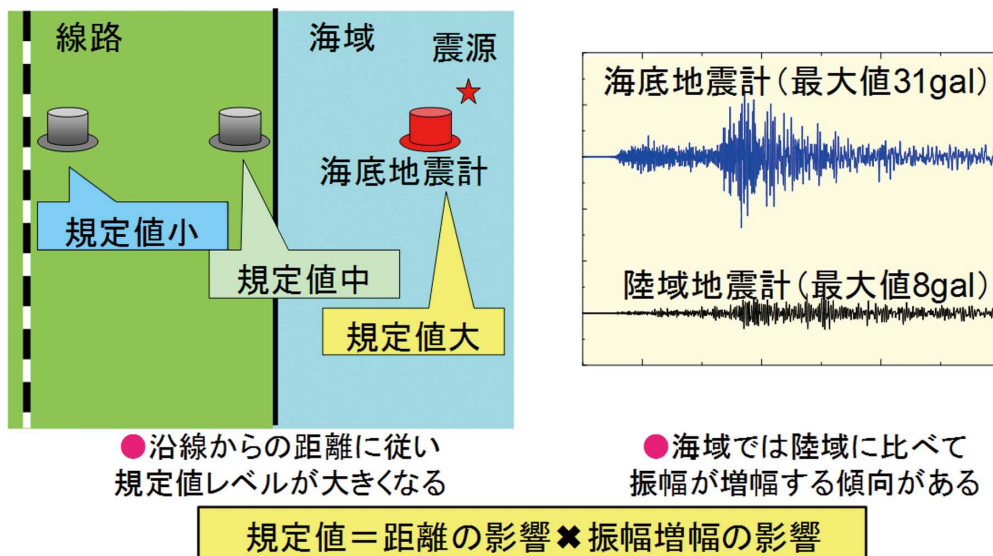 線路
海域
震源
海底地震計
規定値小
規定値中
規定値大
●沿線からの距離に従い
規定値レベルが大きくなる
海底地震計(最大値31gal)
陸域地震計(最大値8gal)
●海域では陸域に比べて
振幅が増幅する傾向がある
規定値=距離の影響✖振幅増幅の影響